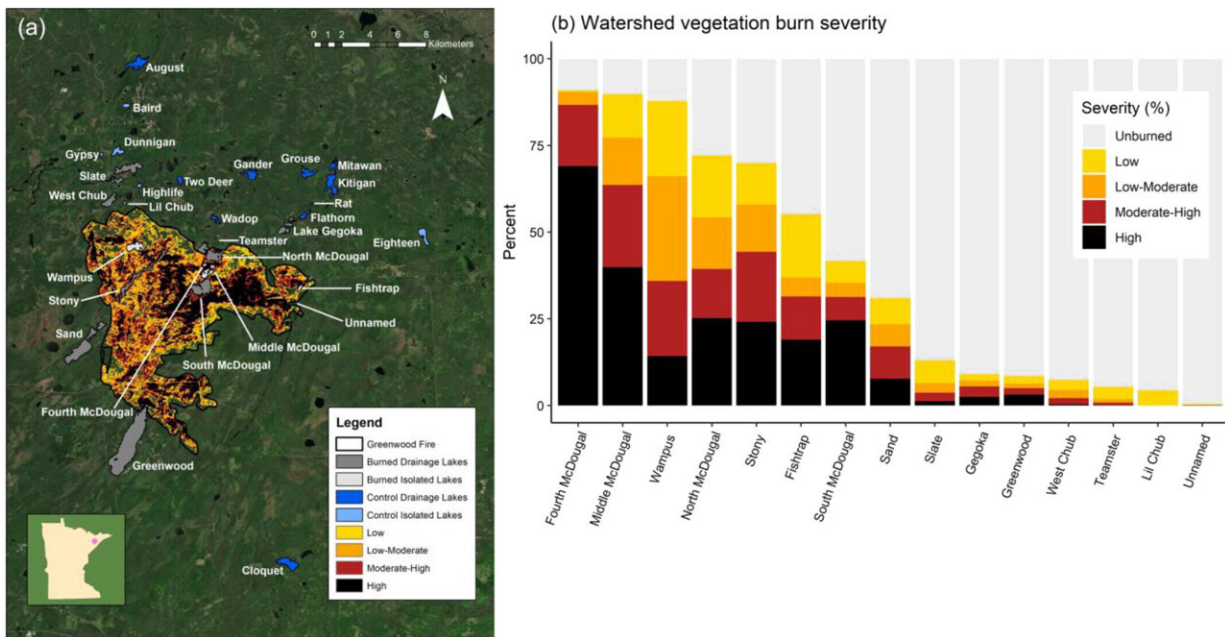 (a)
0 1 2 4 6 8
Kilometers
N
August
Baird
Dunnigan
Gypsy
Slate
West Chub
Highlife
Lil Chub
Two Deer
Gander
Grouse
Mitawan
Kitigan
Rat
Flathorn
Lake Gegoka
Wadop
Teamster
Eighteen
North McDougal
Wampus
Stony
Fishtrap
Unnamed
Sand
Middle McDougal
South McDougal
Fourth McDougal
Greenwood
Cloquet
Legend
Greenwood Fire
Burned Drainage Lakes
Burned Isolated Lakes
Control Drainage Lakes
Control Isolated Lakes
Low
Low-Moderate
Moderate-High
High
(b) Watershed vegetation burn severity
Percent
100
75
50
25
0
Severity (%)
Unburned
Low
Low-Moderate
Moderate-High
High
Fourth McDougal
Middle McDougal
Wampus
North McDougal
Stony
Fishtrap
South McDougal
Sand
Slate
Gegoka
Greenwood
West Chub
Teamster
Lil Chub
Unnamed